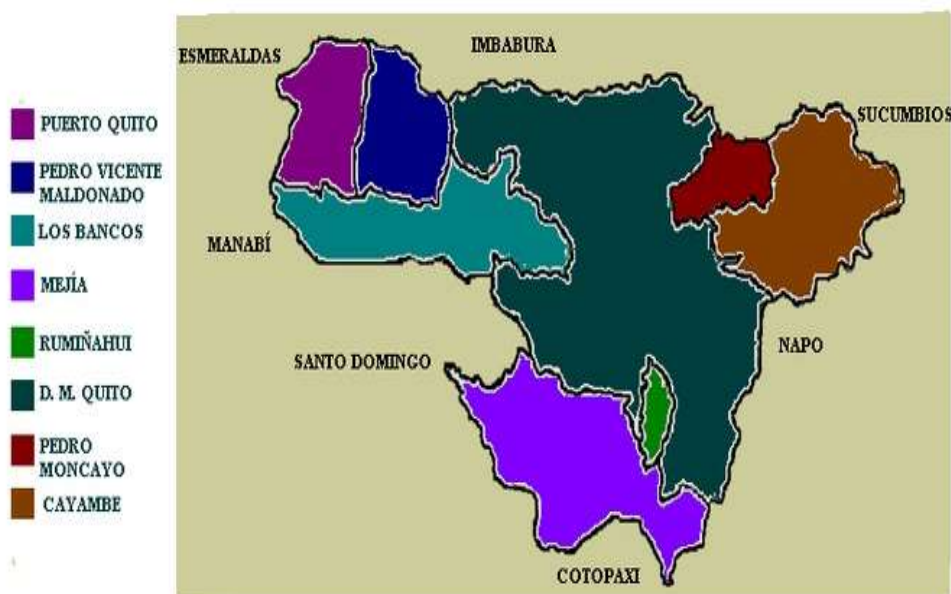 PUERTO QUITO
PEDRO VICENTE
MALDONADO
LOS BANCOS
MEJÍA
RUMIÑAHUI
D. M. QUITO
PEDRO
MONCAYO
CAYAMBE
ESMERALDAS
IMBABURA
SUCUMBIOS
MANABÍ
SANTO DOMINGO
NAPO
COTOPAXI